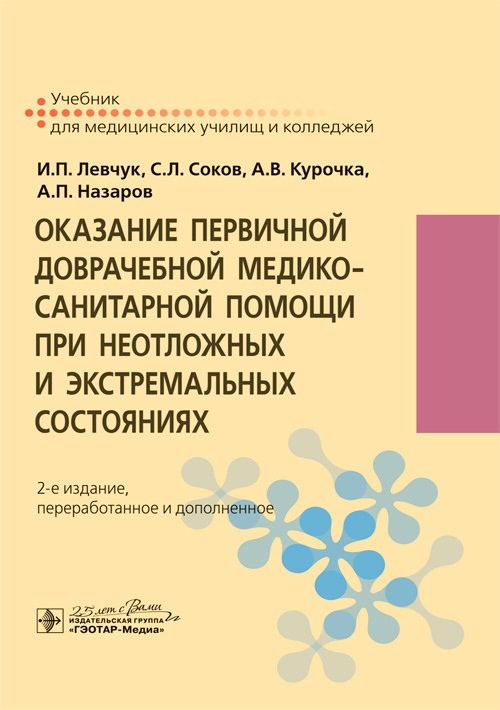 Учебник
для медицинских училищ и колледжей
И.П. Левчук, С.Л. Соков, А.В. Курочка,
А.П. Назаров
ОКАЗАНИЕ ПЕРВИЧНОЙ
ДОВРАЧЕБНОЙ МЕДИКО-
САНИТАРНОЙ ПОМОЩИ
ПРИ НЕОТЛОЖНЫХ
И ЭКСТРЕМАЛЬНЫХ
СОСТОЯНИЯХ
2-е издание,
переработанное и дополненное
25 лет с Вами
ИЗДАТЕЛЬСКАЯ ГРУППА
«ГЭОТАР-Медиа»